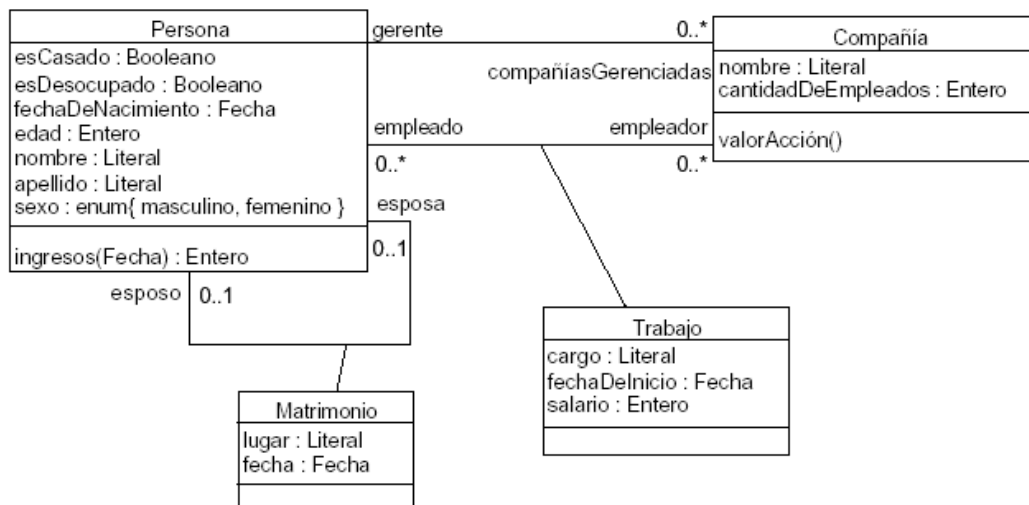 Persona
esCasado : Booleano
esDesocupado : Booleano
fechaDeNacimiento : Fecha
edad : Entero
nombre : Literal
apellido : Literal
sexo : enum{ masculino, femenino }
ingresos(Fecha) : Entero
gerente
0..*
compañíasGerenciadas
empleado
empleador
0..*
0..*
Compañía
nombre : Literal
cantidadDeEmpleados : Entero
valorAcción()
esposa
0..1
esposo
0..1
Matrimonio
lugar : Literal
fecha : Fecha
Trabajo
cargo : Literal
fechaDeInicio : Fecha
salario : Entero